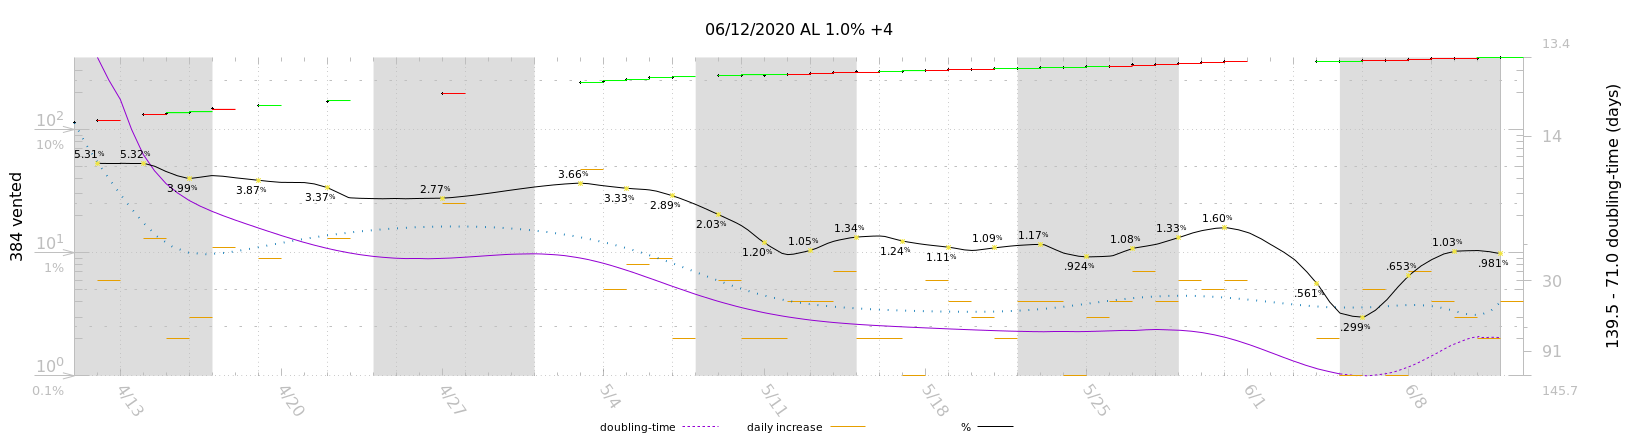 06/12/2020 AL 1.0% +4
13.4
10²
10%
14
5.31% 5.32%
3.99% 3.87% 3.37% 2.77% 3.66% 3.33% 2.89%
2.03% 1.20% 1.05% 1.34% 1.24% 1.11% 1.09% 1.17% .924% 1.08% 1.33% 1.60% .561% .299% .653% 1.03% .981%
384 vented
139.5 - 71.0 doubling-time (days)
10¹
1%
30
10⁰
0.1%
91
145.7
4/13 4/20 4/27 5/4 5/11 5/18 5/25 6/1 6/8
doubling-time daily increase %